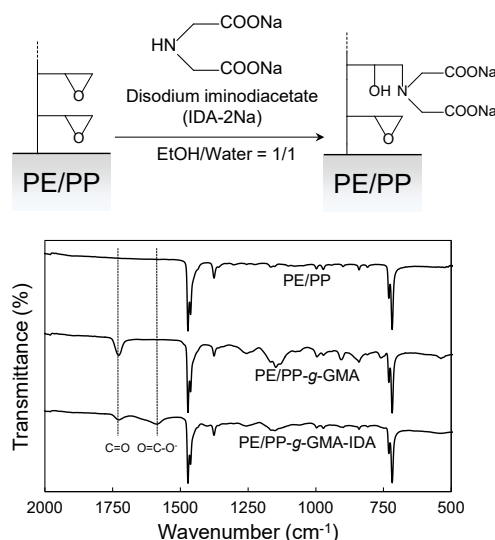 COOONa
COONa
HN
COONa
COONa
OH
N
COONa
O
O
Disodium iminodiacetate
(IDA-2Na)
O
EtOH/Water = 1/1
PE/PP
PE/PP
Transmittance (%)
PE/PP
PE/PP-g-GMA
PE/PP-g-GMA-IDA
C=O
O=C-O⁻
2000
1750
1500
1250
1000
750
500
Wavenumber (cm⁻¹)